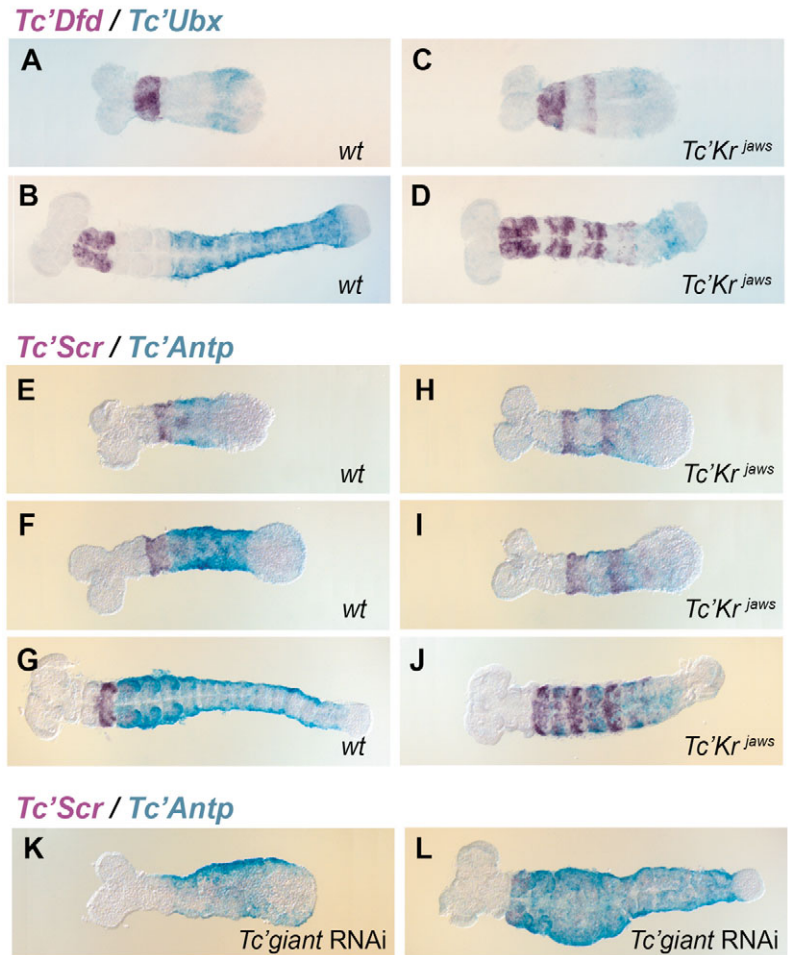 Tc'Dfd / Tc'Ubx
A
wt
C
Tc'Kr jaws
B
wt
D
Tc'Kr jaws
Tc'Scr / Tc'Antp
E
wt
H
Tc'Kr jaws
F
wt
I
Tc'Kr jaws
G
wt
J
Tc'Kr jaws
Tc'Scr / Tc'Antp
K
Tc'giant RNAi
L
Tc'giant RNAi